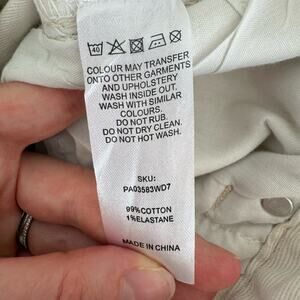 40
COLOUR MAY TRANSFER
ONTO OTHER GARMENTS
AND UPHOLSTERY
WASH INSIDE OUT.
WASH WITH SIMILAR
COLOURS.
DO NOT RUB.
DO NOT DRY CLEAN.
DO NOT HOT WASH.
SKU:
PA03583WD7
99%COTTON
1%ELASTANE
MADE IN CHINA